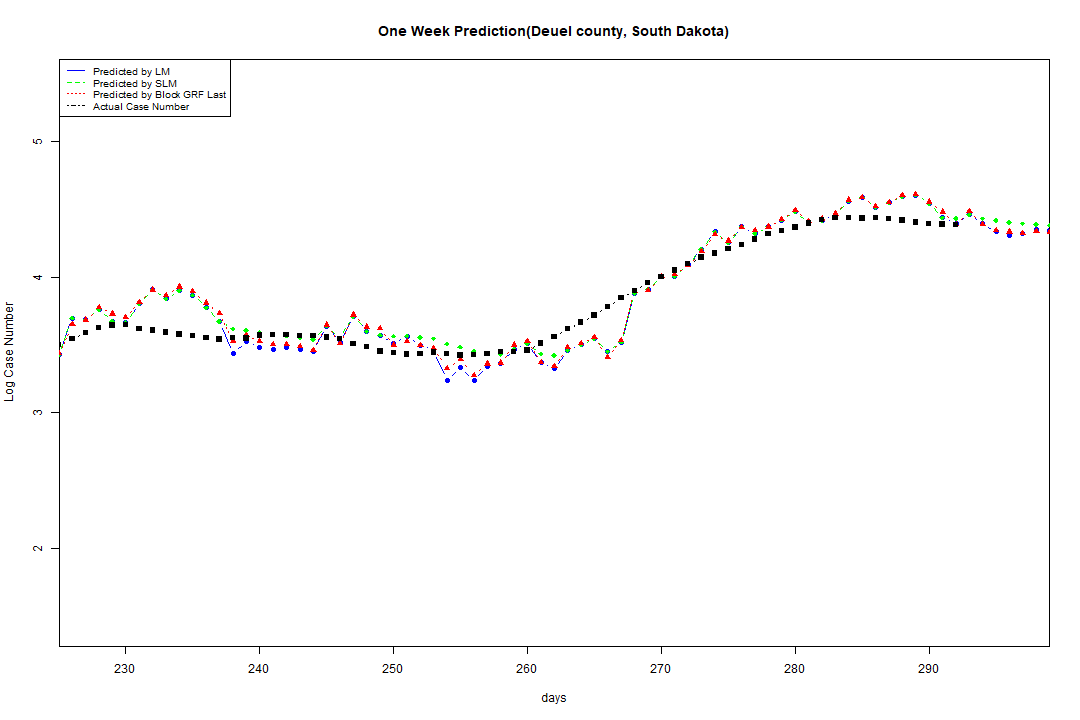 One Week Prediction(Deuel county, South Dakota)
Predicted by LM
Predicted by SLM
Predicted by Block GRF Last
Actual Case Number
5
4
3
2
Log Case Number
230 240 250 260 270 280 290
days